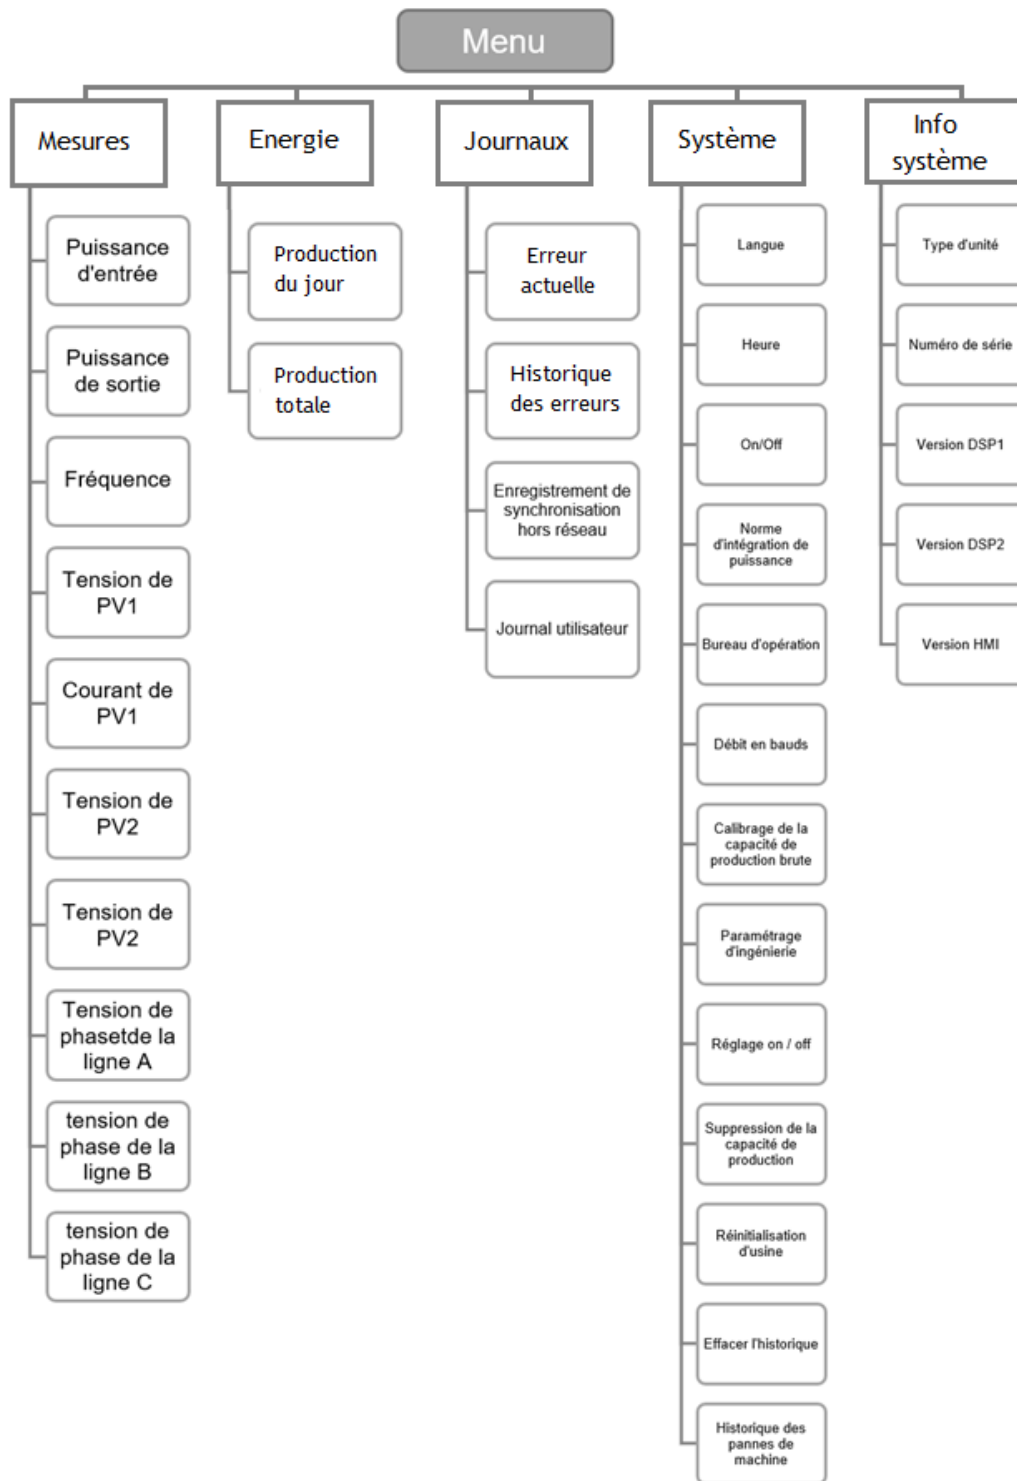 Menu
Mesures
Puissance
d'entrée
Puissance
de sortie
Fréquence
Tension de
PV1
Courant de
PV1
Tension de
PV2
Tension de
PV2
Tension de
phasetde la
ligne A
tension de
phase de la
ligne B
tension de
phase de la
ligne C
Energie
Production
du jour
Production
totale
Journaux
Erreur
actuelle
Historique
des erreurs
Enregistrement de
synchronisation
hors réseau
Journal utilisateur
Système
Langue
Heure
On/Off
Norme
d'intégration de
puissance
Bureau d'opération
Débit en bauds
Calibrage de la
capacité de
production brute
Paramétrage
d'ingénierie
Réglage on / off
Suppression de la
capacité de
production
Réinitialisation
d'usine
Effacer l'historique
Historique des
pannes de
machine
Info
système
Type d'unité
Numéro de série
Version DSP1
Version DSP2
Version HMI